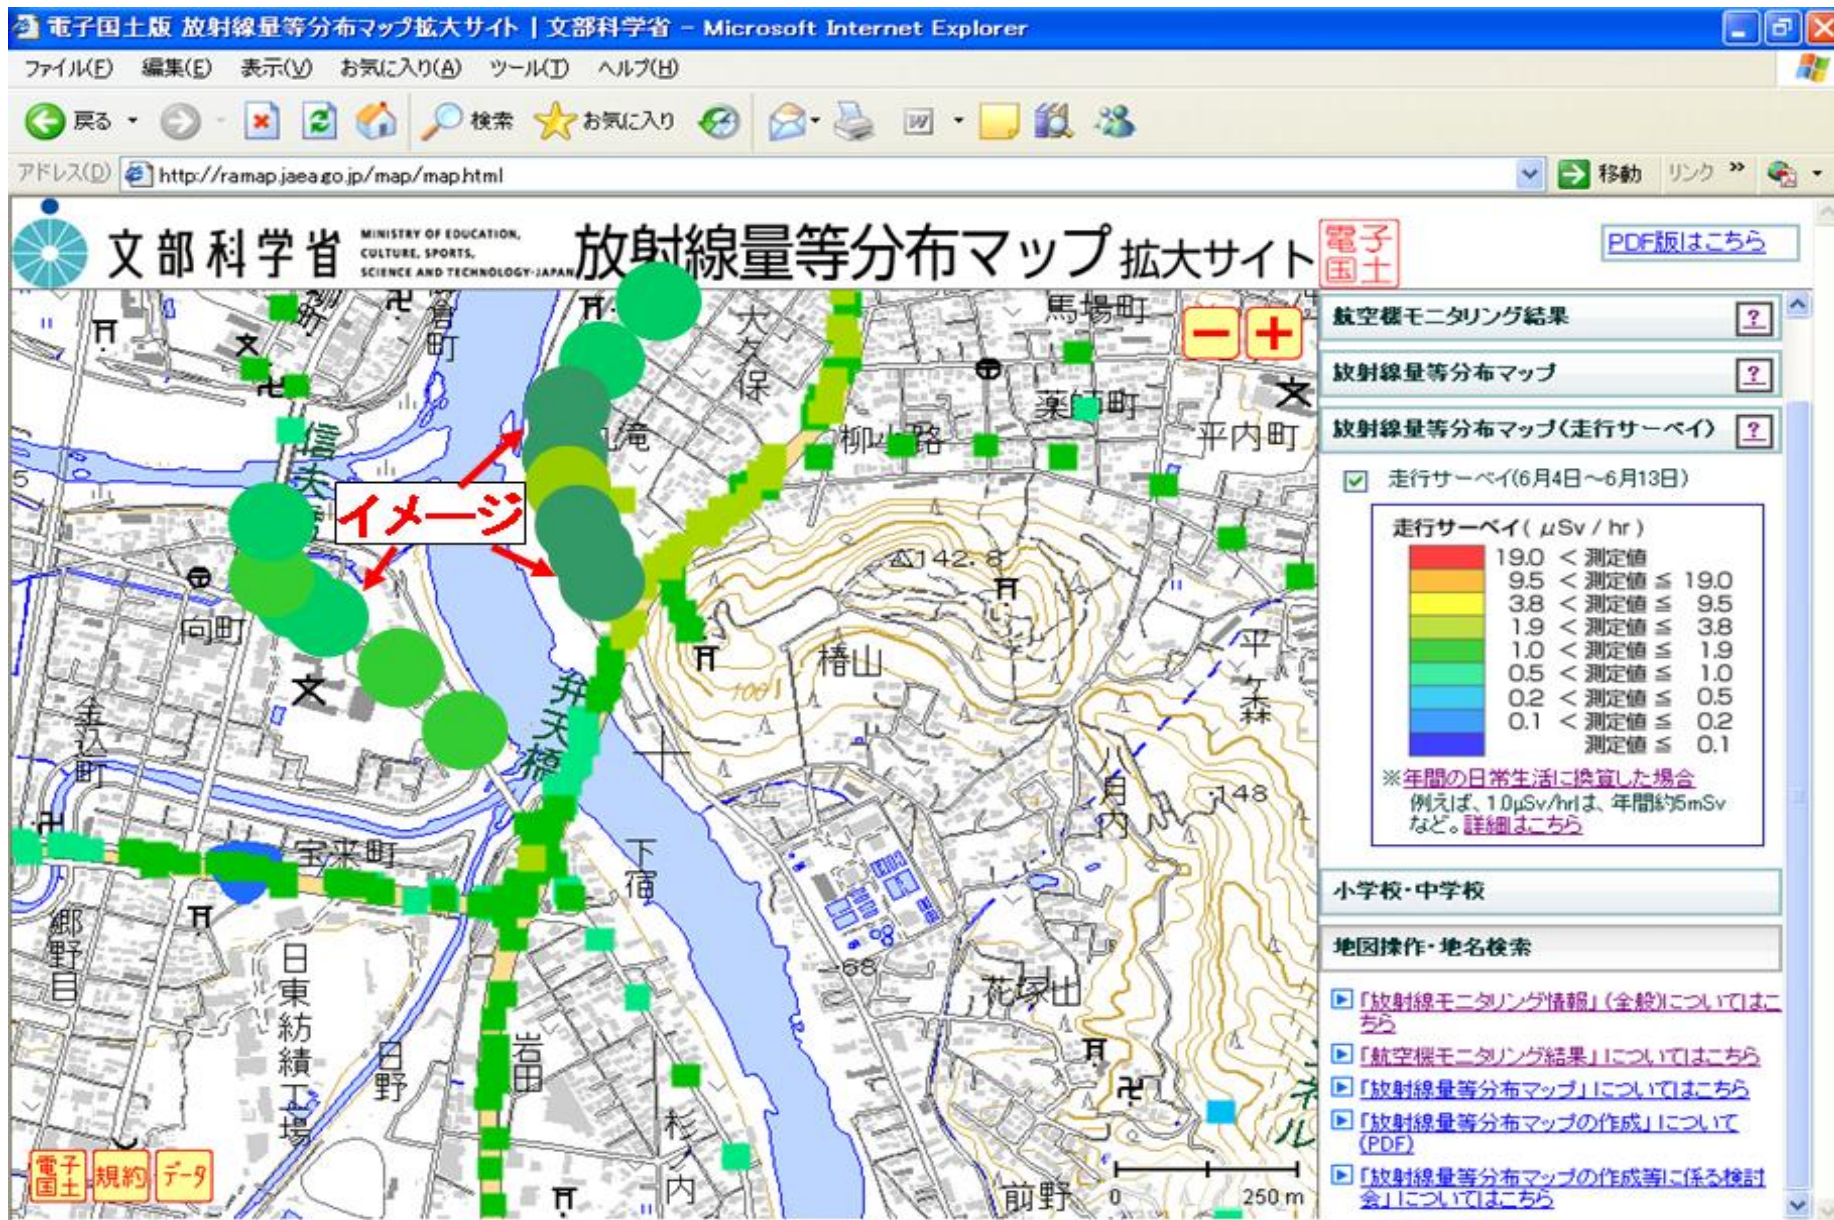 電子国土版 放射線量等分布マップ拡大サイト | 文部科学省 - Microsoft Internet Explorer
ファイル(F) 編集(E) 表示(V) お気に入り(A) ツール(T) ヘルプ(H)
戻る 検索 お気に入り
アドレス(D) http://ramap.jaea.go.jp/map/map.html 移動 リンク »
文部科学省
MINISTRY OF EDUCATION,
CULTURE, SPORTS,
SCIENCE AND TECHNOLOGY-JAPAN
放射線量等分布マップ 拡大サイト
電子
国土
PDF版はこちら
倉町
大久保
馬場町
薬師町
柳小路
平内町
滝
信夫
イメージ
142.8
向町
椿山
100
平ヶ森
金込町
弁天橋
八月内
148
宝来町
下宿
郷野目
日東紡績工場
日野
岩田
68
花塚山
杉ノ内
前野
0 250 m
電子
国土
規約
データ
− +
航空機モニタリング結果 ?
放射線量等分布マップ ?
放射線量等分布マップ(走行サーベイ) ?
走行サーベイ(6月4日～6月13日)
走行サーベイ( μSv / hr )
19.0 < 測定値
9.5 < 測定値 ≦ 19.0
3.8 < 測定値 ≦ 9.5
1.9 < 測定値 ≦ 3.8
1.0 < 測定値 ≦ 1.9
0.5 < 測定値 ≦ 1.0
0.2 < 測定値 ≦ 0.5
0.1 < 測定値 ≦ 0.2
測定値 ≦ 0.1
※年間の日常生活に換算した場合
例えば、1.0μSv/hrは、年間約5mSv
など。詳細はこちら
小学校・中学校
地図操作・地名検索
「放射線モニタリング情報」(全般)についてはこ
ちら
「航空機モニタリング結果」についてはこちら
「放射線量等分布マップ」についてはこちら
「放射線量等分布マップの作成」について
(PDF)
「放射線量等分布マップの作成等に係る検討
会」についてはこちら